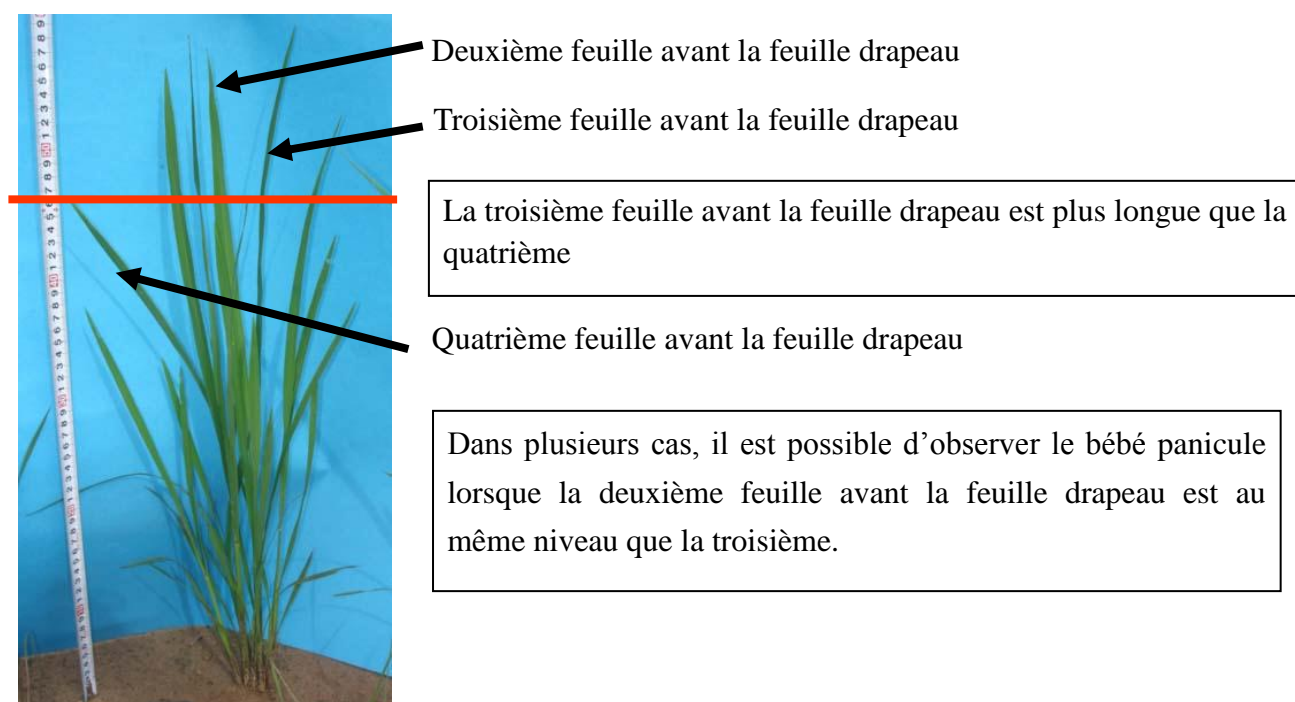 Deuxième feuille avant la feuille drapeau
Troisième feuille avant la feuille drapeau
La troisième feuille avant la feuille drapeau est plus longue que la
quatrième
Quatrième feuille avant la feuille drapeau
Dans plusieurs cas, il est possible d’observer le bébé panicule
lorsque la deuxième feuille avant la feuille drapeau est au
même niveau que la troisième.